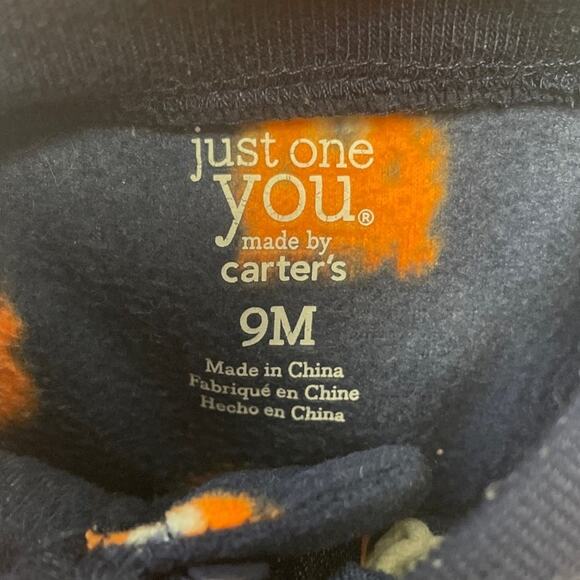 just one
you®
made by
carter's
9M
Made in China
Fabriqué en Chine
Hecho en China